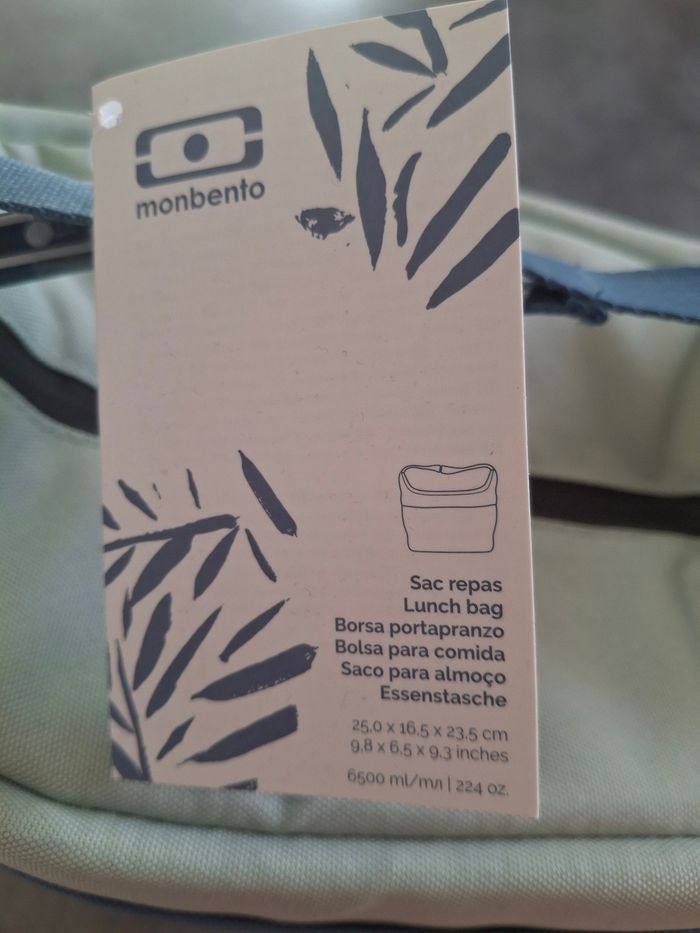 monbento
Sac repas
Lunch bag
Borsa portapranzo
Bolsa para comida
Saco para almoço
Essenstasche
25,0 x 16,5 x 23,5 cm
9.8 x 6.5 x 9.3 inches
6500 ml/мл | 224 oz.